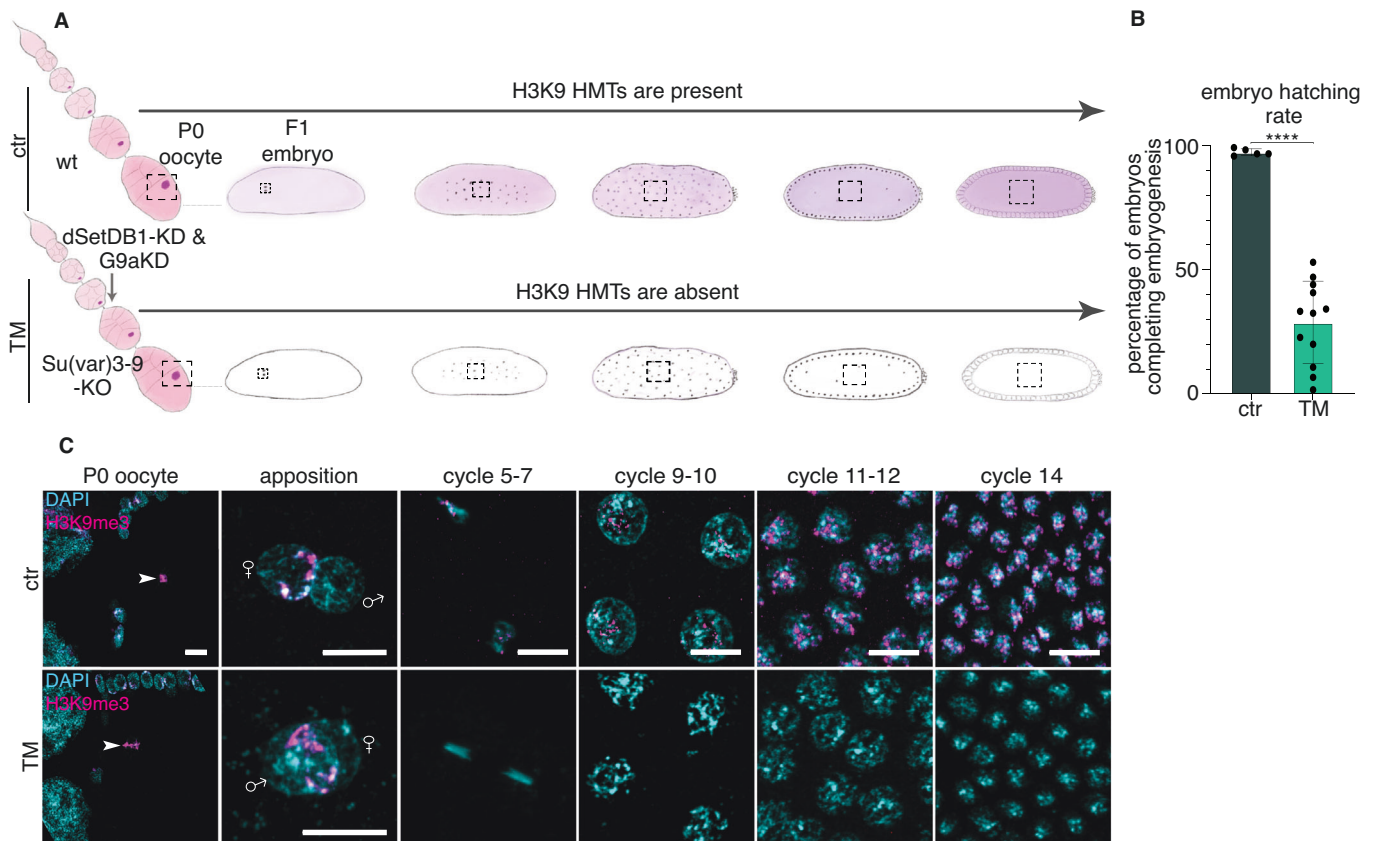 A
ctr
wt
P0
oocyte
F1
embryo
H3K9 HMTs are present
dSetDB1-KD &
G9aKD
TM
Su(var)3-9
-KO
H3K9 HMTs are absent
B
embryo hatching
rate
****
percentage of embryos
completing embryogenesis
100
50
0
ctr
TM
C
P0 oocyte
apposition
cycle 5-7
cycle 9-10
cycle 11-12
cycle 14
ctr
DAPI
H3K9me3
♀
♂
TM
DAPI
H3K9me3
♀
♂